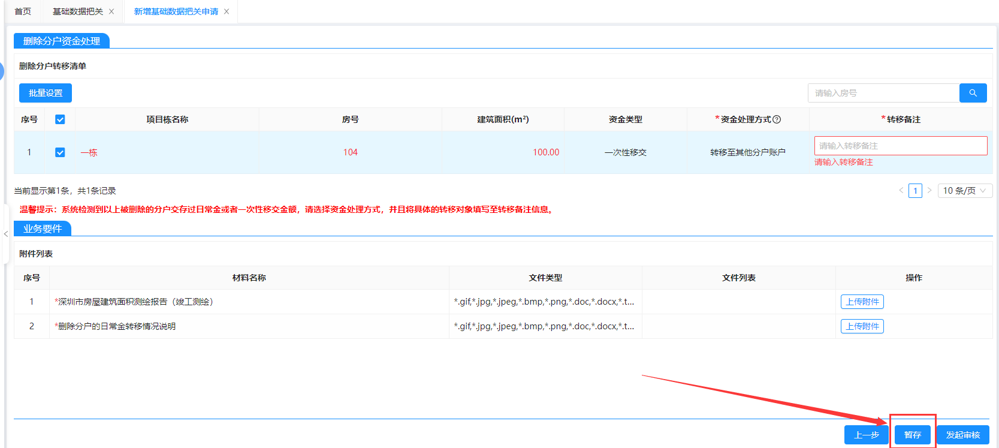 首页 基础数据把关 × 新增基础数据把关申请 ×
删除分户资金处理
删除分户转移清单
批量设置 请输入房号
序号 项目栋名称 房号 建筑面积(m²) 资金类型 *资金处理方式? *转移备注
1 一栋 104 100.00 一次性移交 转移至其他分户账户 请输入转移备注
请输入转移备注
当前显示第1条，共1条记录 < 1 > 10 条/页
温馨提示：系统检测到以上被删除的分户交存过日常金或者一次性移交金额，请选择资金处理方式，并且将具体的转移对象填写至转移备注信息。
业务要件
附件列表
序号 材料名称 文件类型 文件列表 操作
1 *深圳市房屋建筑面积测绘报告（竣工测绘） *.gif,*.jpg,*.jpeg,*.bmp,*.png,*.doc,*.docx,*.t... 上传附件
2 *删除分户的日常金转移情况说明 *.gif,*.jpg,*.jpeg,*.bmp,*.png,*.doc,*.docx,*.t... 上传附件
上一步 暂存 发起审核